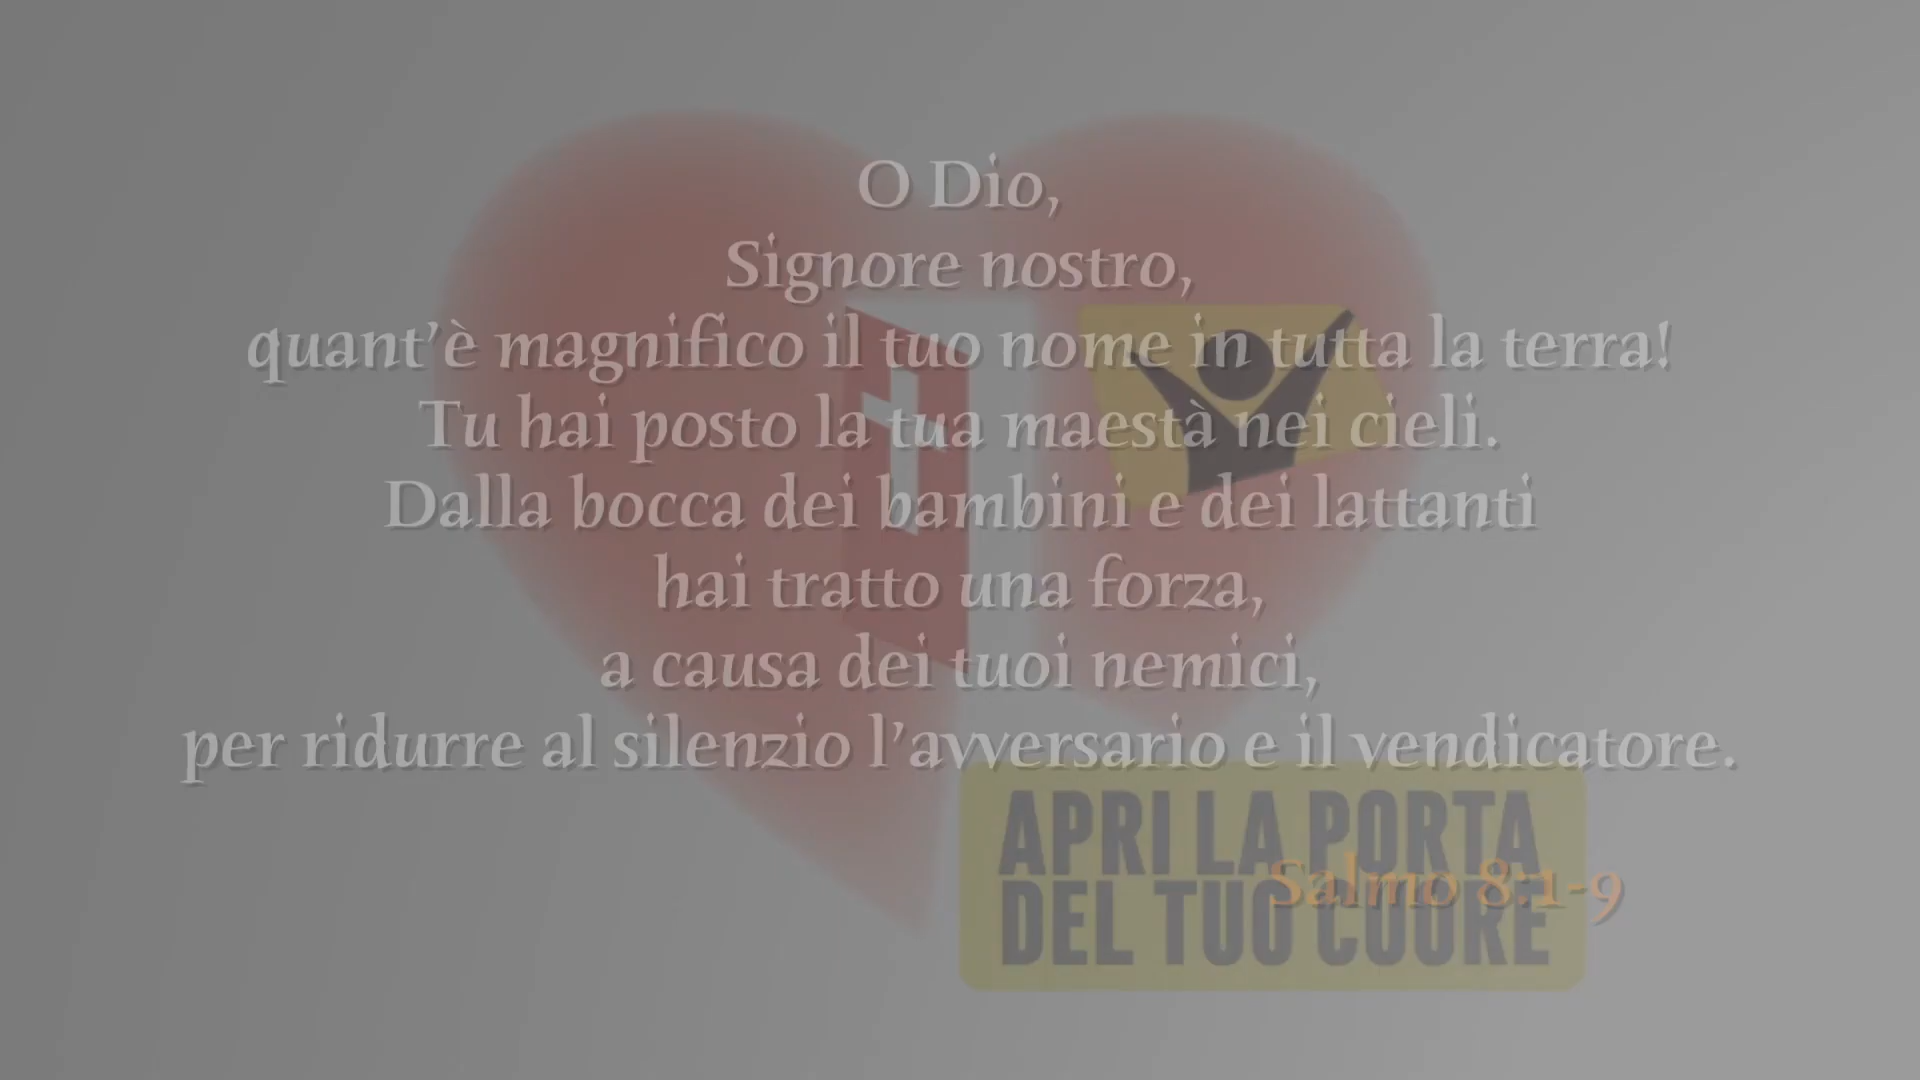 O Dio,
Signore nostro,
quant'è magnifico il tuo nome in tutta la terra!
Tu hai posto la tua maestà nei cieli.
Dalla bocca dei bambini e dei lattanti
hai tratto una forza,
a causa dei tuoi nemici,
per ridurre al silenzio l'avversario e il vendicatore.
APRI LA PORTA
Salmo 8:1-9
DEL TUO CUORE